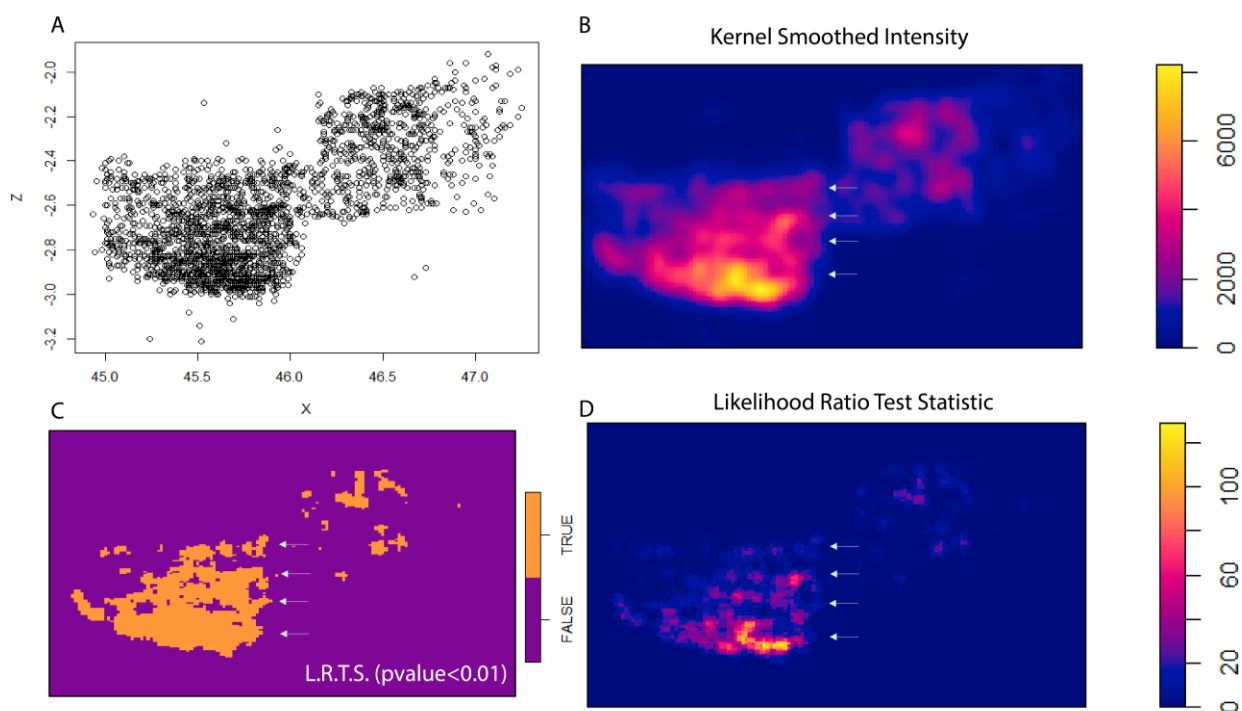 A
-2.0
-2.2
-2.4
-2.6
-2.8
-3.0
-3.2
Z
45.0 45.5 46.0 46.5 47.0
X
B
Kernel Smoothed Intensity
6000
2000
0
C
L.R.T.S. (pvalue<0.01)
TRUE
FALSE
D
Likelihood Ratio Test Statistic
100
60
20
0